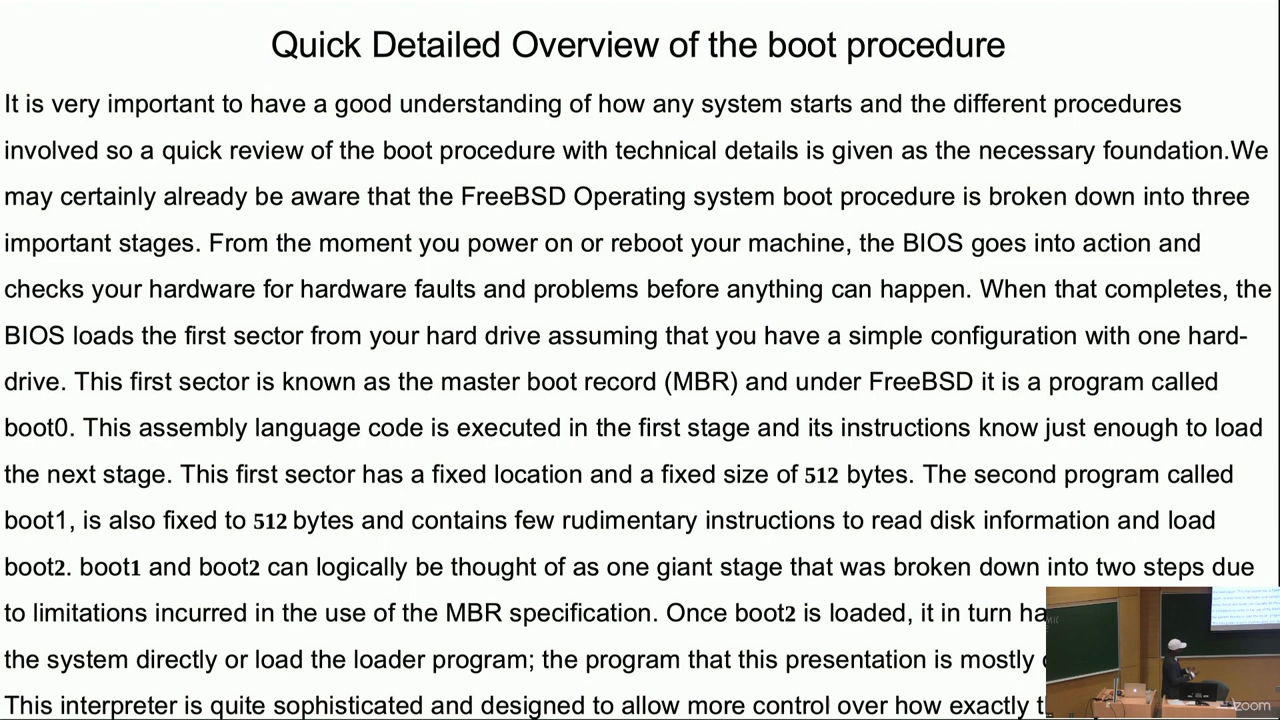 Quick Detailed Overview of the boot procedure
It is very important to have a good understanding of how any system starts and the different procedures
involved so a quick review of the boot procedure with technical details is given as the necessary foundation.We
may certainly already be aware that the FreeBSD Operating system boot procedure is broken down into three
important stages. From the moment you power on or reboot your machine, the BIOS goes into action and
checks your hardware for hardware faults and problems before anything can happen. When that completes, the
BIOS loads the first sector from your hard drive assuming that you have a simple configuration with one hard-
drive. This first sector is known as the master boot record (MBR) and under FreeBSD it is a program called
boot0. This assembly language code is executed in the first stage and its instructions know just enough to load
the next stage. This first sector has a fixed location and a fixed size of 512 bytes. The second program called
boot1, is also fixed to 512 bytes and contains few rudimentary instructions to read disk information and load
boot2. boot1 and boot2 can logically be thought of as one giant stage that was broken down into two steps due
to limitations incurred in the use of the MBR specification. Once boot2 is loaded, it in turn
the system directly or load the loader program; the program that this presentation is mostly
This interpreter is quite sophisticated and designed to allow more control over how exactly
zoom